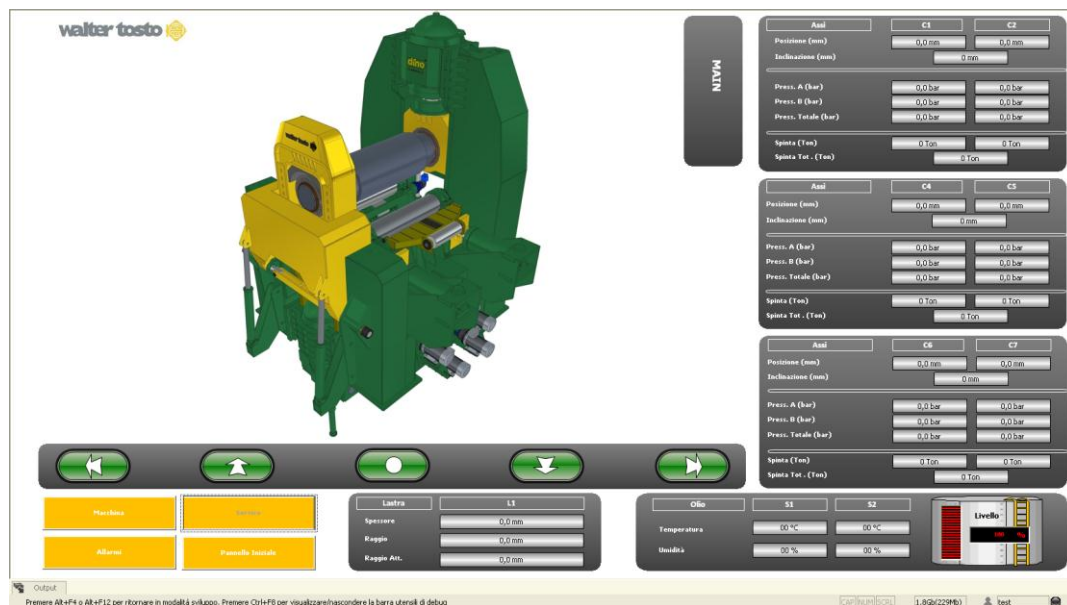 walter tosto
dino
walter tosto
MAIN
Assi C1 C2
Posizione (mm) 0,0 mm 0,0 mm
Inclinazione (mm) 0 mm
Press. A (bar) 0,0 bar 0,0 bar
Press. B (bar) 0,0 bar 0,0 bar
Press. Totale (bar) 0,0 bar 0,0 bar
Spinta (Ton) 0 Ton 0 Ton
Spinta Tot . (Ton) 0 Ton
Assi C4 C5
Posizione (mm) 0,0 mm 0,0 mm
Inclinazione (mm) 0 mm
Press. A (bar) 0,0 bar 0,0 bar
Press. B (bar) 0,0 bar 0,0 bar
Press. Totale (bar) 0,0 bar 0,0 bar
Spinta (Ton) 0 Ton 0 Ton
Spinta Tot . (Ton) 0 Ton
Assi C6 C7
Posizione (mm) 0,0 mm 0,0 mm
Inclinazione (mm) 0 mm
Press. A (bar) 0,0 bar 0,0 bar
Press. B (bar) 0,0 bar 0,0 bar
Press. Totale (bar) 0,0 bar 0,0 bar
Spinta (Ton) 0 Ton 0 Ton
Spinta Tot . (Ton) 0 Ton
Macchina
Allarmi Pannello Iniziale
Lastra L1
Spessore 0,0 mm
Raggio 0,0 mm
Raggio Att. 0,0 mm
Olio S1 S2
Temperatura 00 °C 00 °C
Umidità 00 % 00 %
Livello
%
Output
Premere Alt+F4 o Alt+F12 per ritornare in modalità sviluppo. Premere Ctrl+F8 per visualizzare/nascondere la barra utensili di debug
CAP NUM SCRL 1.8Gb(229Mb) test